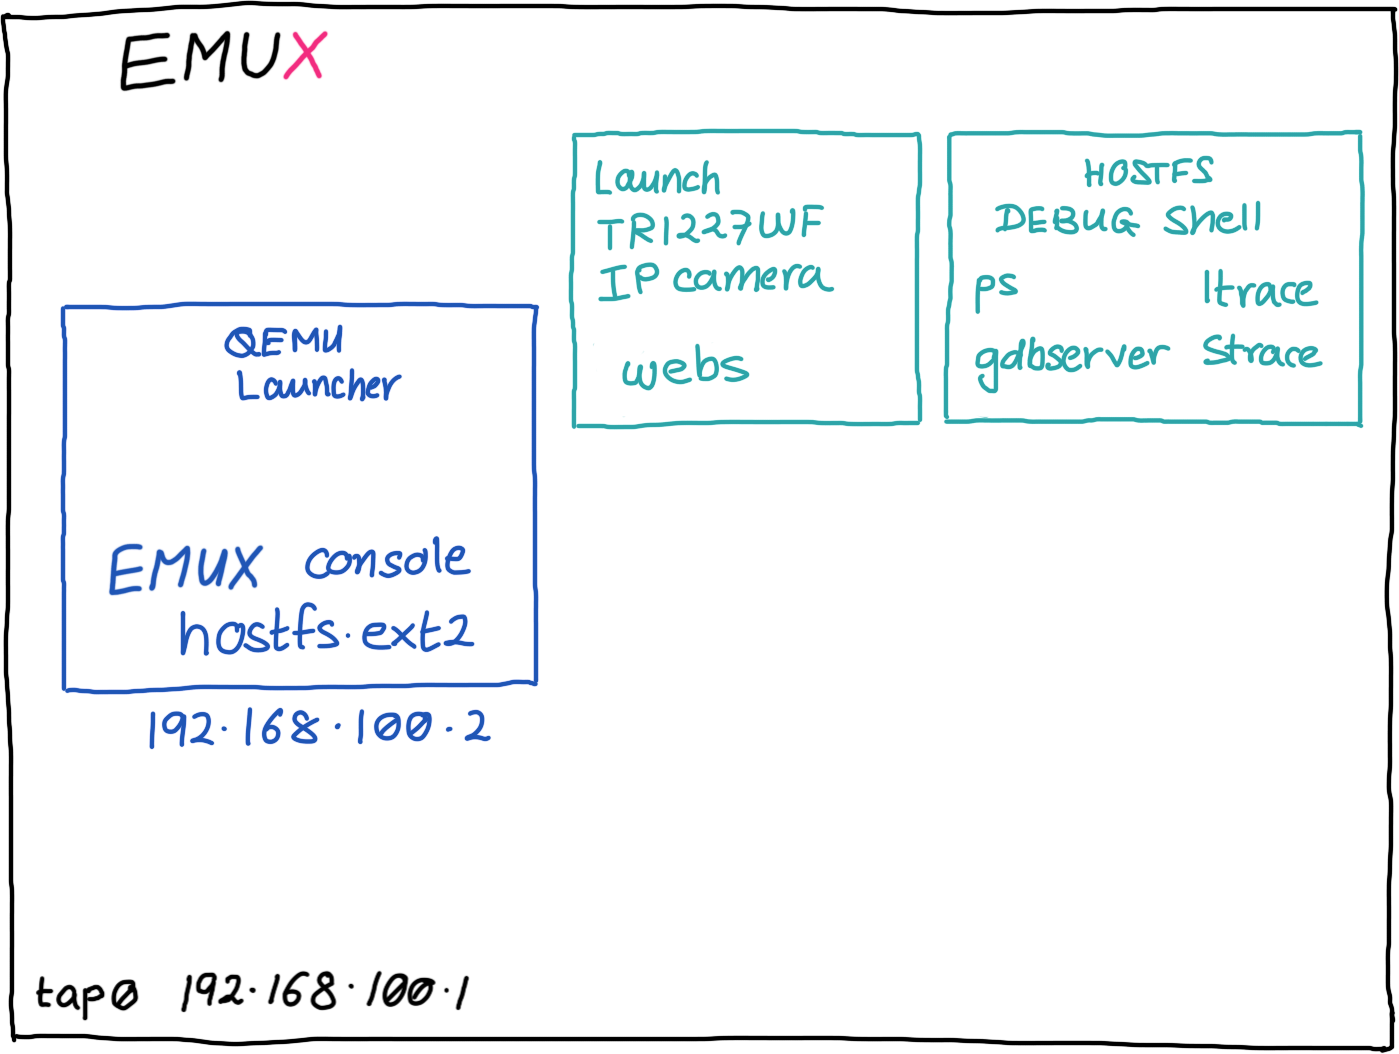 EMUX
Launch
TRI227WF
IP camera
webs
HOSTFS
DEBUG Shell
ps ltrace
gdbserver Strace
QEMU
Launcher
EMUX console
hostfs.ext2
192.168.100.2
tap0 192.168.100.1